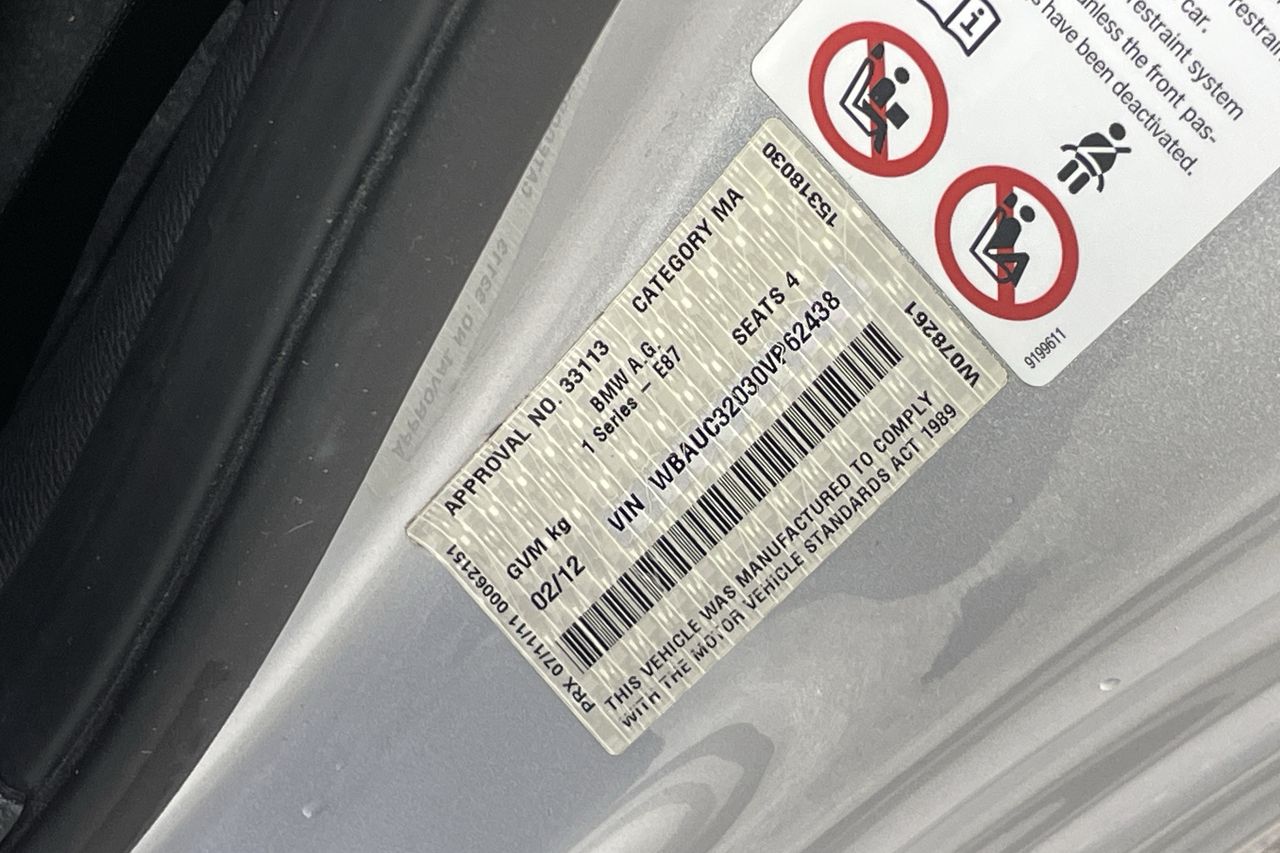 restrain
car.
restraint system
unless the front pas-
have been deactivated.
9199611
15318030
W078261
APPROVAL NO. 33113 CATEGORY MA
BMW A.G.
1 Series – E87
GVM kg SEATS 4
02/12 VIN WBAUC32030VP62438
THIS VEHICLE WAS MANUFACTURED TO COMPLY
WITH THE MOTOR VEHICLE STANDARDS ACT 1989
PRX 07/11/11 00062151